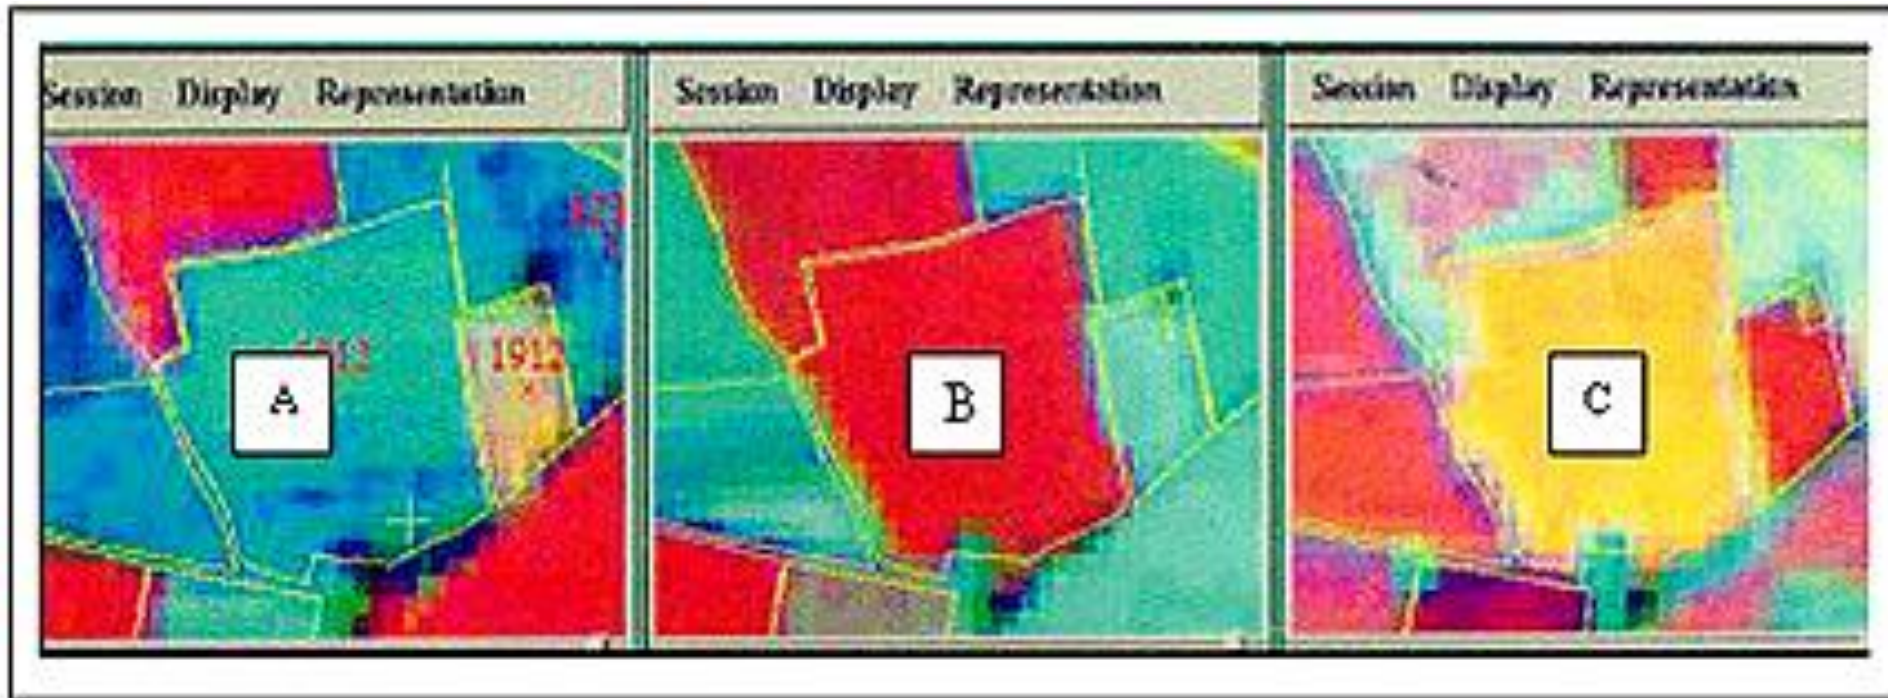 Session Display Representation
Session Display Representation
Session Display Representation
1912
A
B
C